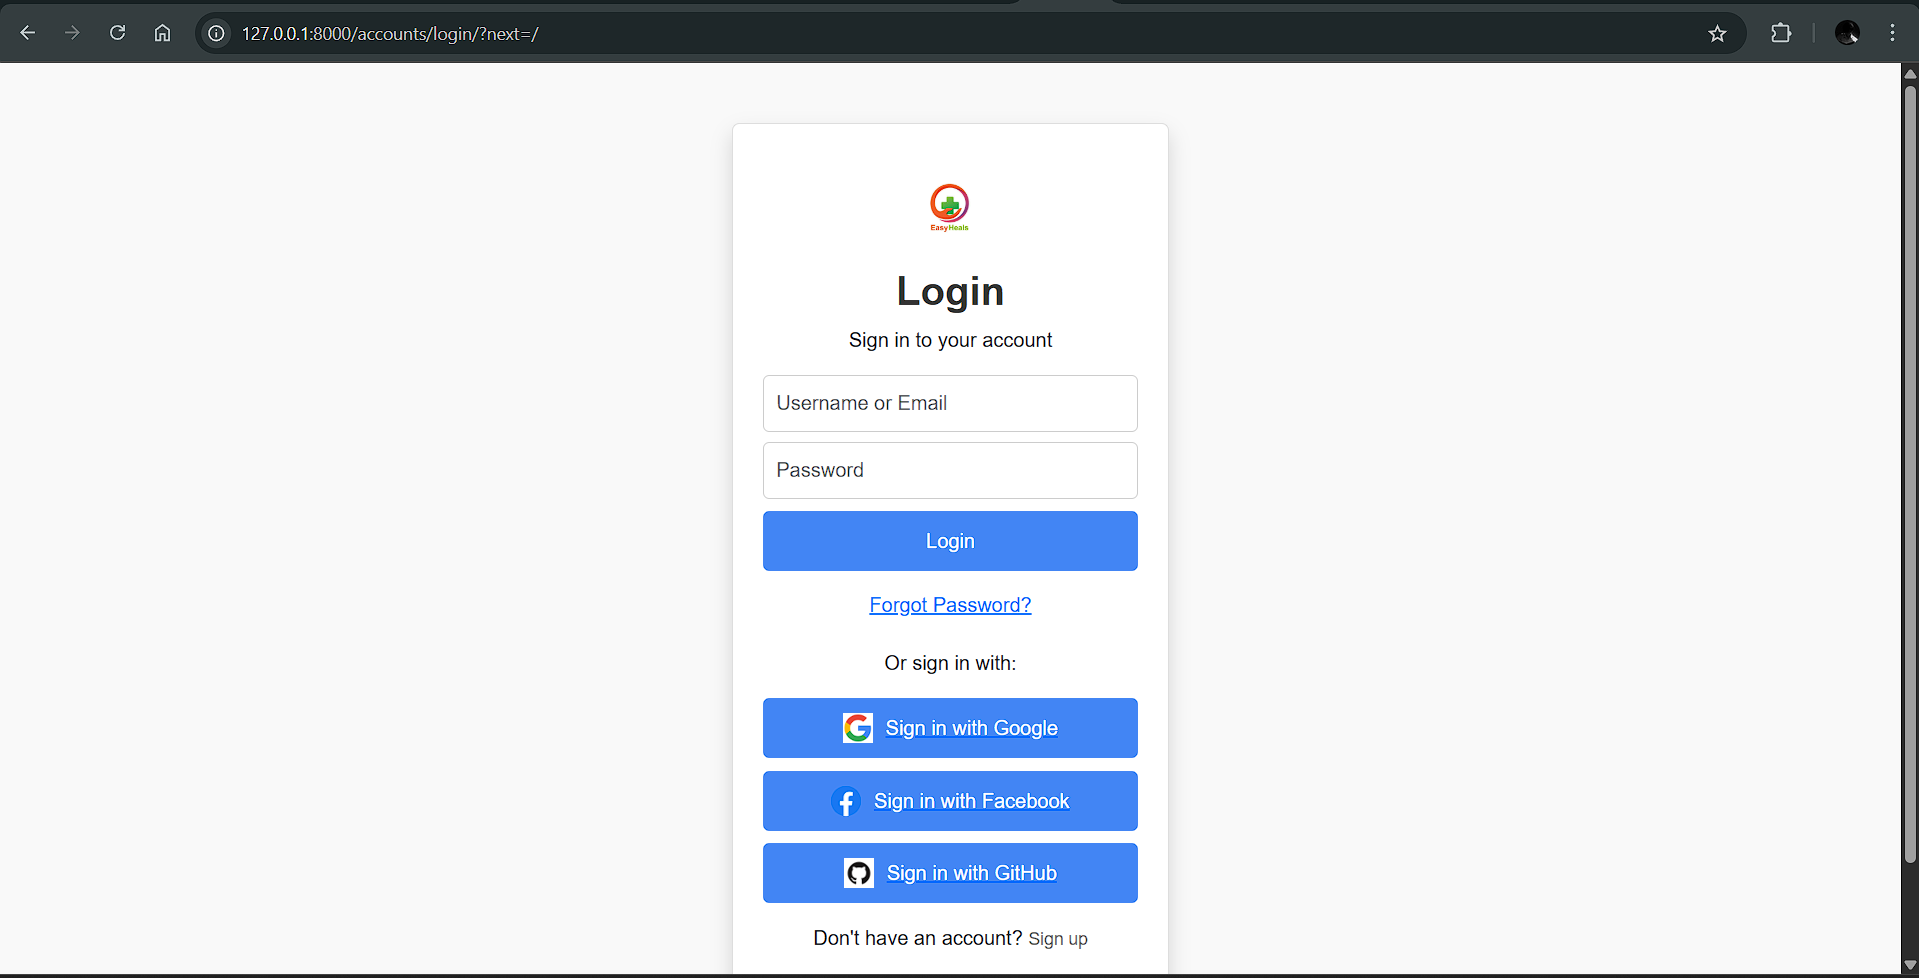 127.0.0.1:8000/accounts/login/?next=/
EasyHeals
Login
Sign in to your account
Username or Email
Password
Login
Forgot Password?
Or sign in with:
Sign in with Google
Sign in with Facebook
Sign in with GitHub
Don't have an account? Sign up